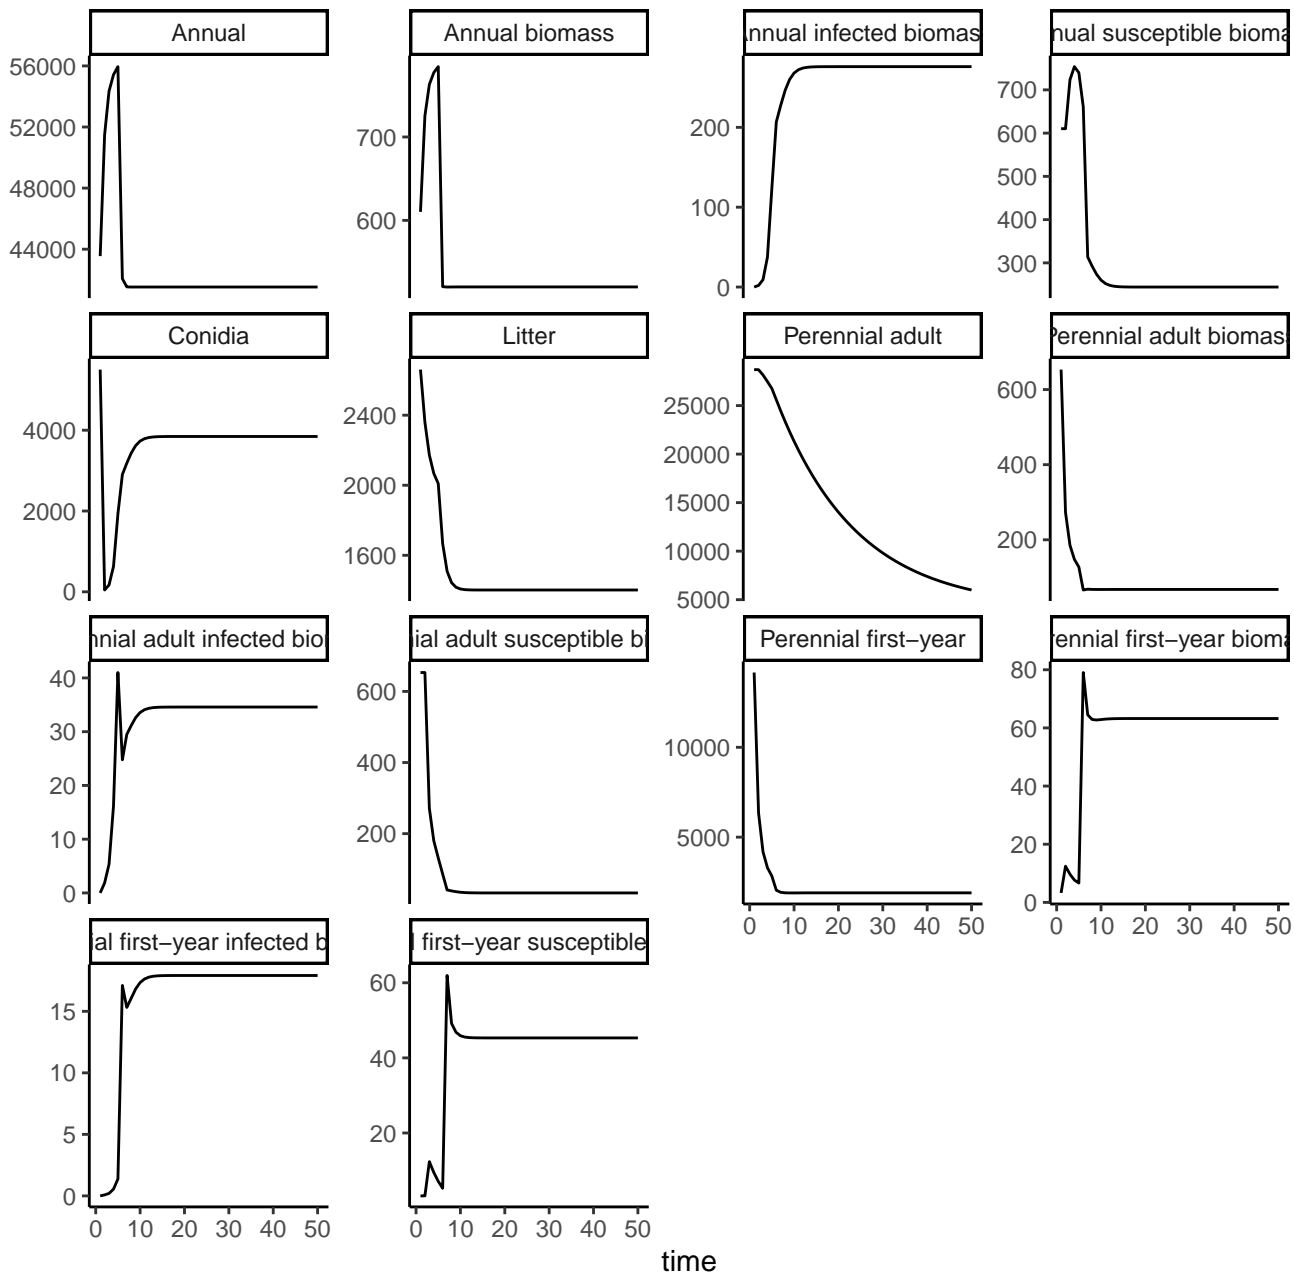 Annual
Annual biomass
Annual infected biomas
nual susceptible bioma
56000
52000
48000
44000
700
600
200
100
0
700
600
500
400
300
Conidia
Litter
Perennial adult
Perennial adult biomas
4000
2000
0
2400
2000
1600
25000
20000
15000
10000
5000
600
400
200
nnial adult infected bio
ial adult susceptible bi
Perennial first−year
rennial first−year bioma
40
30
20
10
0
600
400
200
10000
5000
80
60
40
20
0
0 10 20 30 40 50
0 10 20 30 40 50
ial first−year infected b
l first−year susceptible
15
10
5
0
60
40
20
0 10 20 30 40 50
0 10 20 30 40 50
time